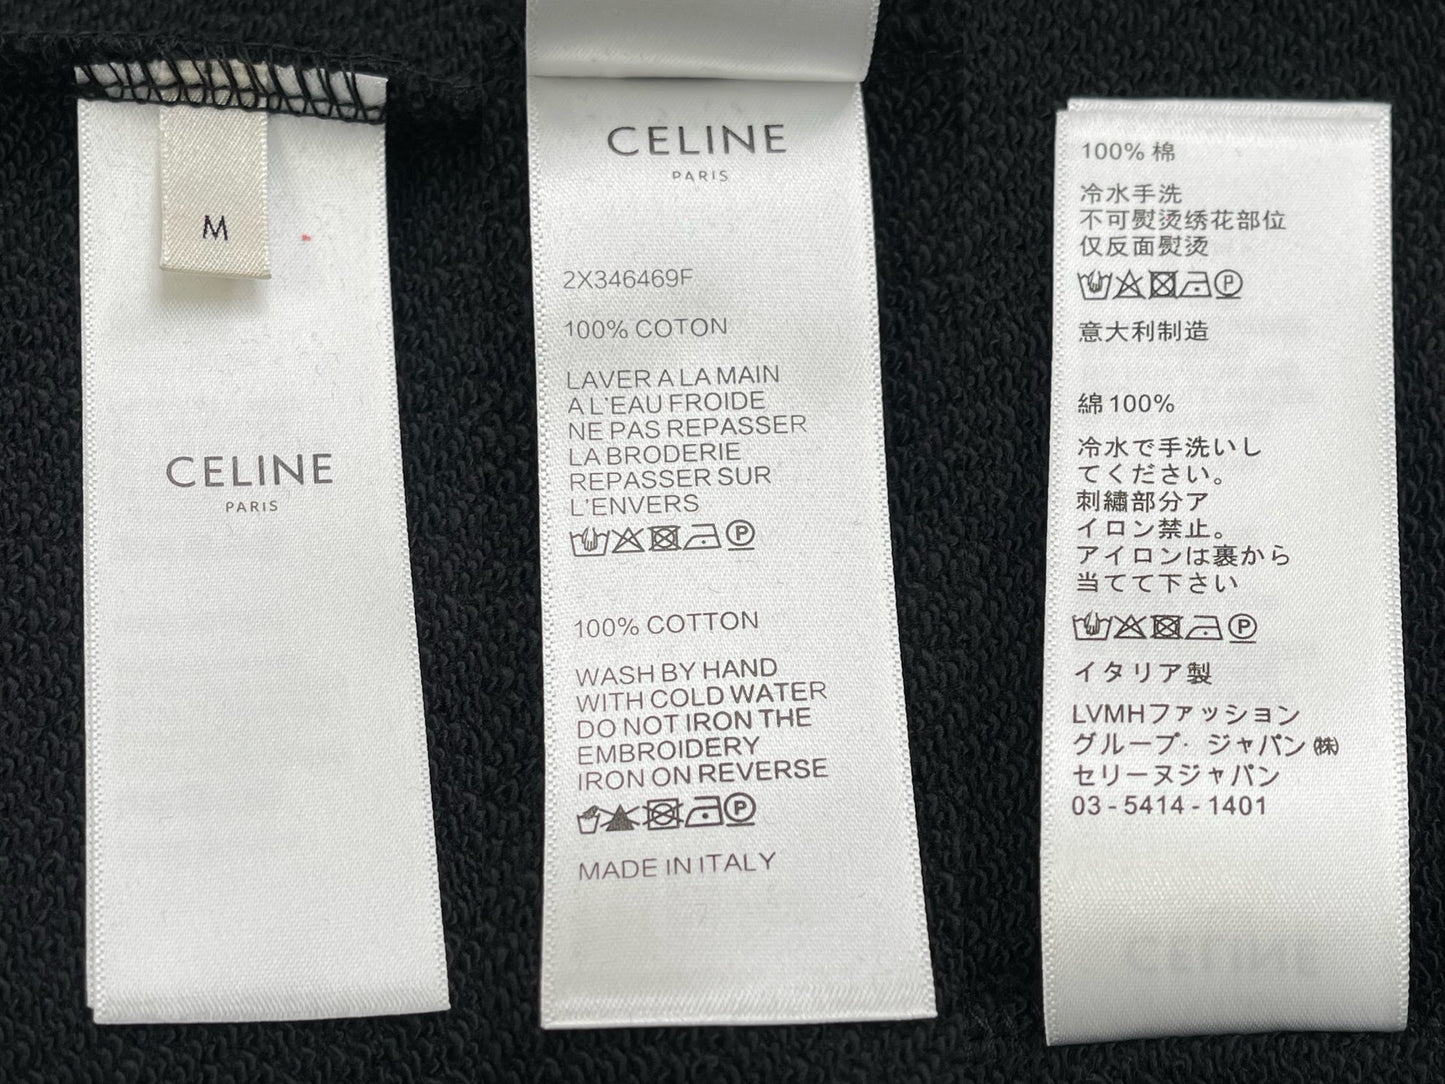 M
CELINE
PARIS
CELINE
PARIS
2X346469F
100% COTON
LAVER A LA MAIN
A L'EAU FROIDE
NE PAS REPASSER
LA BRODERIE
REPASSER SUR
L'ENVERS
P
100% COTTON
WASH BY HAND
WITH COLD WATER
DO NOT IRON THE
EMBROIDERY
IRON ON REVERSE
P
MADE IN ITALY
100% 棉
冷水手洗
不可熨烫绣花部位
仅反面熨烫
P
意大利制造
綿 100%
冷水で手洗いし
てください。
刺繍部分ア
イロン禁止。
アイロンは裏から
当てて下さい
P
イタリア製
LVMHファッション
グループ・ジャパン㈱
セリーヌジャパン
03-5414-1401